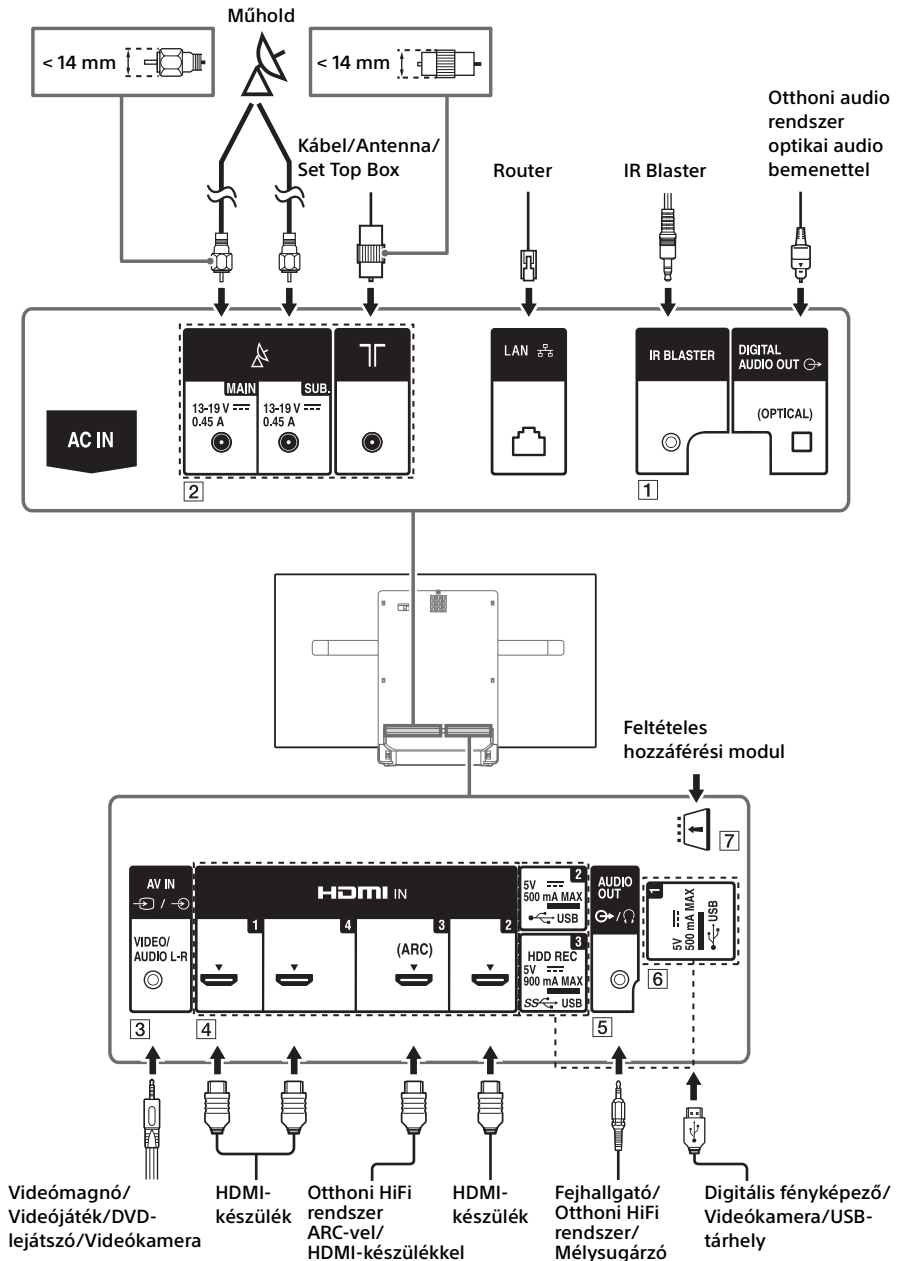 Műhold
< 14 mm
< 14 mm
Kábel/Antenna/
Set Top Box
Router
IR Blaster
Otthoni audio
rendszer
optikai audio
bemenettel
AC IN
MAIN
13-19 V
0.45 A
SUB.
13-19 V
0.45 A
2
LAN
IR BLASTER
1
DIGITAL
AUDIO OUT
(OPTICAL)
Feltételes
hozzáférési modul
7
AV IN
/
VIDEO/
AUDIO L-R
3
HDMI IN
1
4
3
(ARC)
2
4
2
5V
500 mA MAX
USB
3
HDD REC
5V
900 mA MAX
SS USB
AUDIO
OUT
/
5
1
5V
500 mA MAX
USB
6
Videómagnó/
Videójáték/DVD-
lejátszó/Videókamera
HDMI-
készülék
Otthoni HiFi
rendszer
ARC-vel/
HDMI-készülékkel
HDMI-
készülék
Fejhallgató/
Otthoni HiFi
rendszer/
Mélysugárzó
Digitális fényképező/
Videókamera/USB-
tárhely